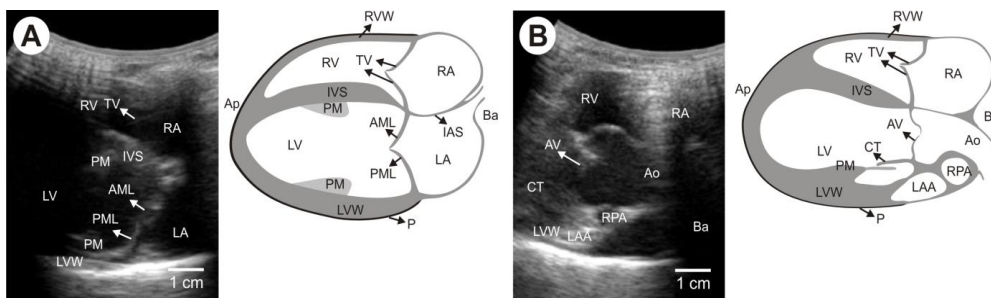 A
RV TV
RA
PM IVS
LV AML
PML
PM LA
LVW
1 cm
RVW
RV TV
RA
Ap IVS
PM
AML IAS Ba
LV LA
PML
PM
LVW
P
B
RV
RA
AV
Ao
CT
RPA
LVW LAA Ba
1 cm
RVW
RV TV
RA
Ap IVS
B
AV
Ao
LV CT
PM RPA
LVW LAA
P